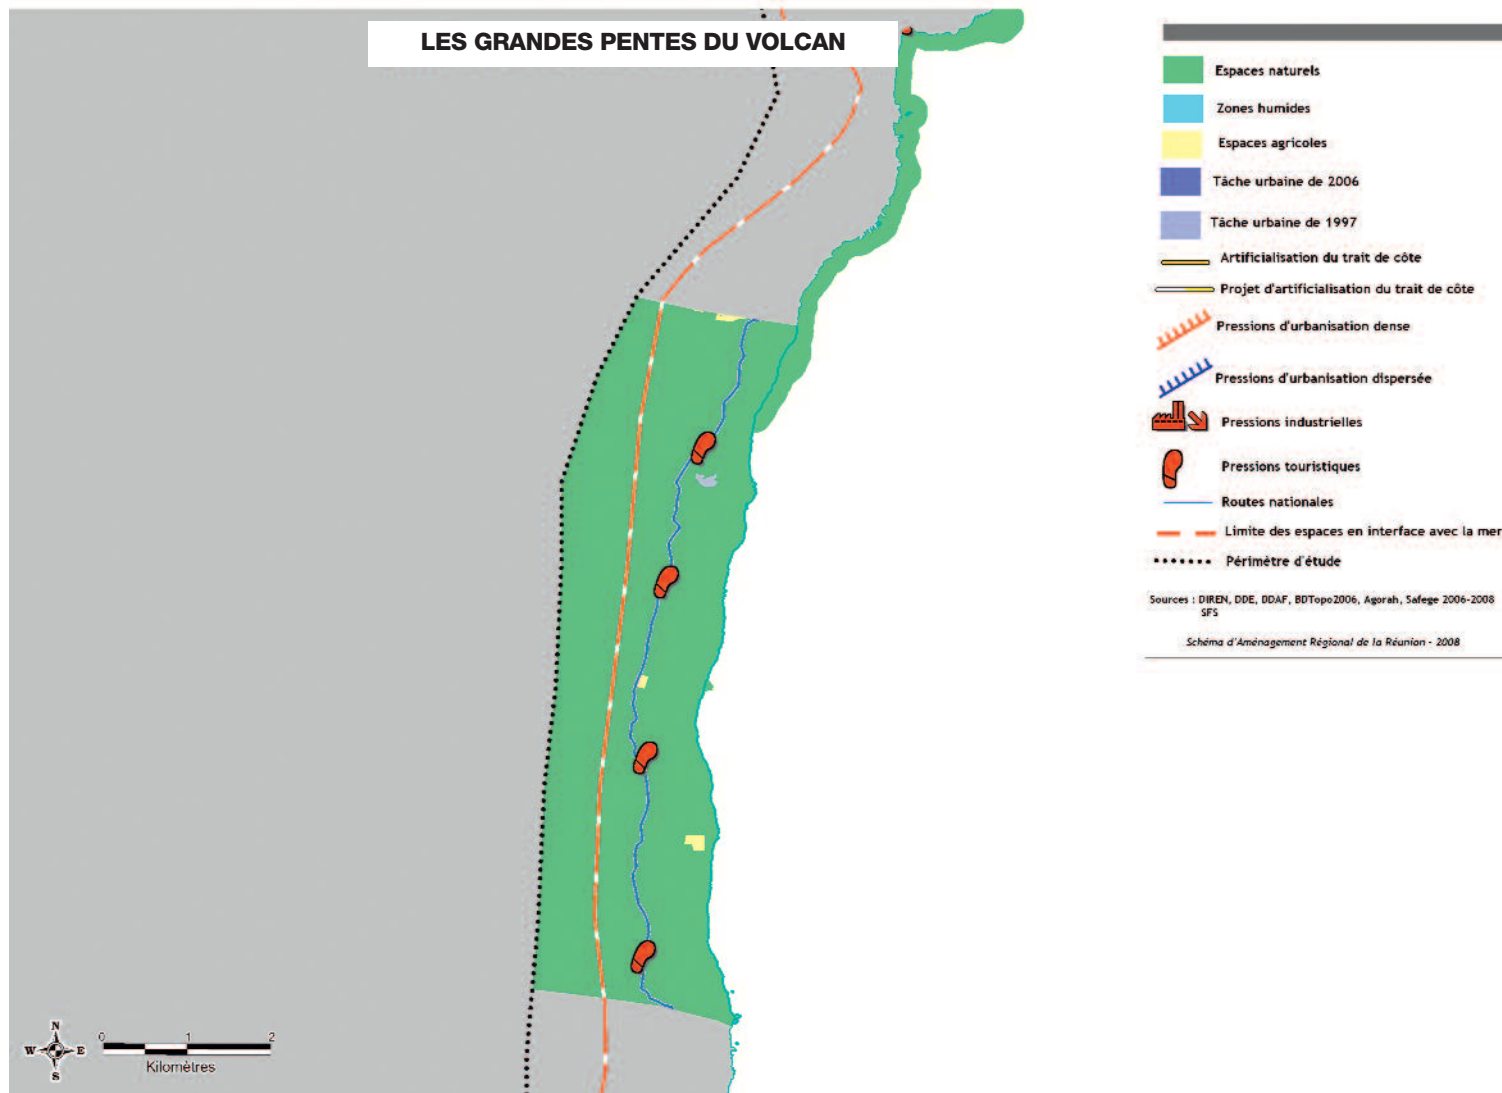 LES GRANDES PENTES DU VOLCAN
Espaces naturels
Zones humides
Espaces agricoles
Tâche urbaine de 2006
Tâche urbaine de 1997
Artificialisation du trait de côte
Projet d'artificialisation du trait de côte
Pressions d'urbanisation dense
Pressions d'urbanisation dispersée
Pressions industrielles
Pressions touristiques
Routes nationales
Limite des espaces en interface avec la mer
Périmètre d'étude
Sources : DIREN, DDE, DDAF, BDTopo2006, Agorah, Safege 2006-2008
SFS
Schéma d'Aménagement Régional de la Réunion - 2008
N
W E
S
0 1 2
Kilomètres